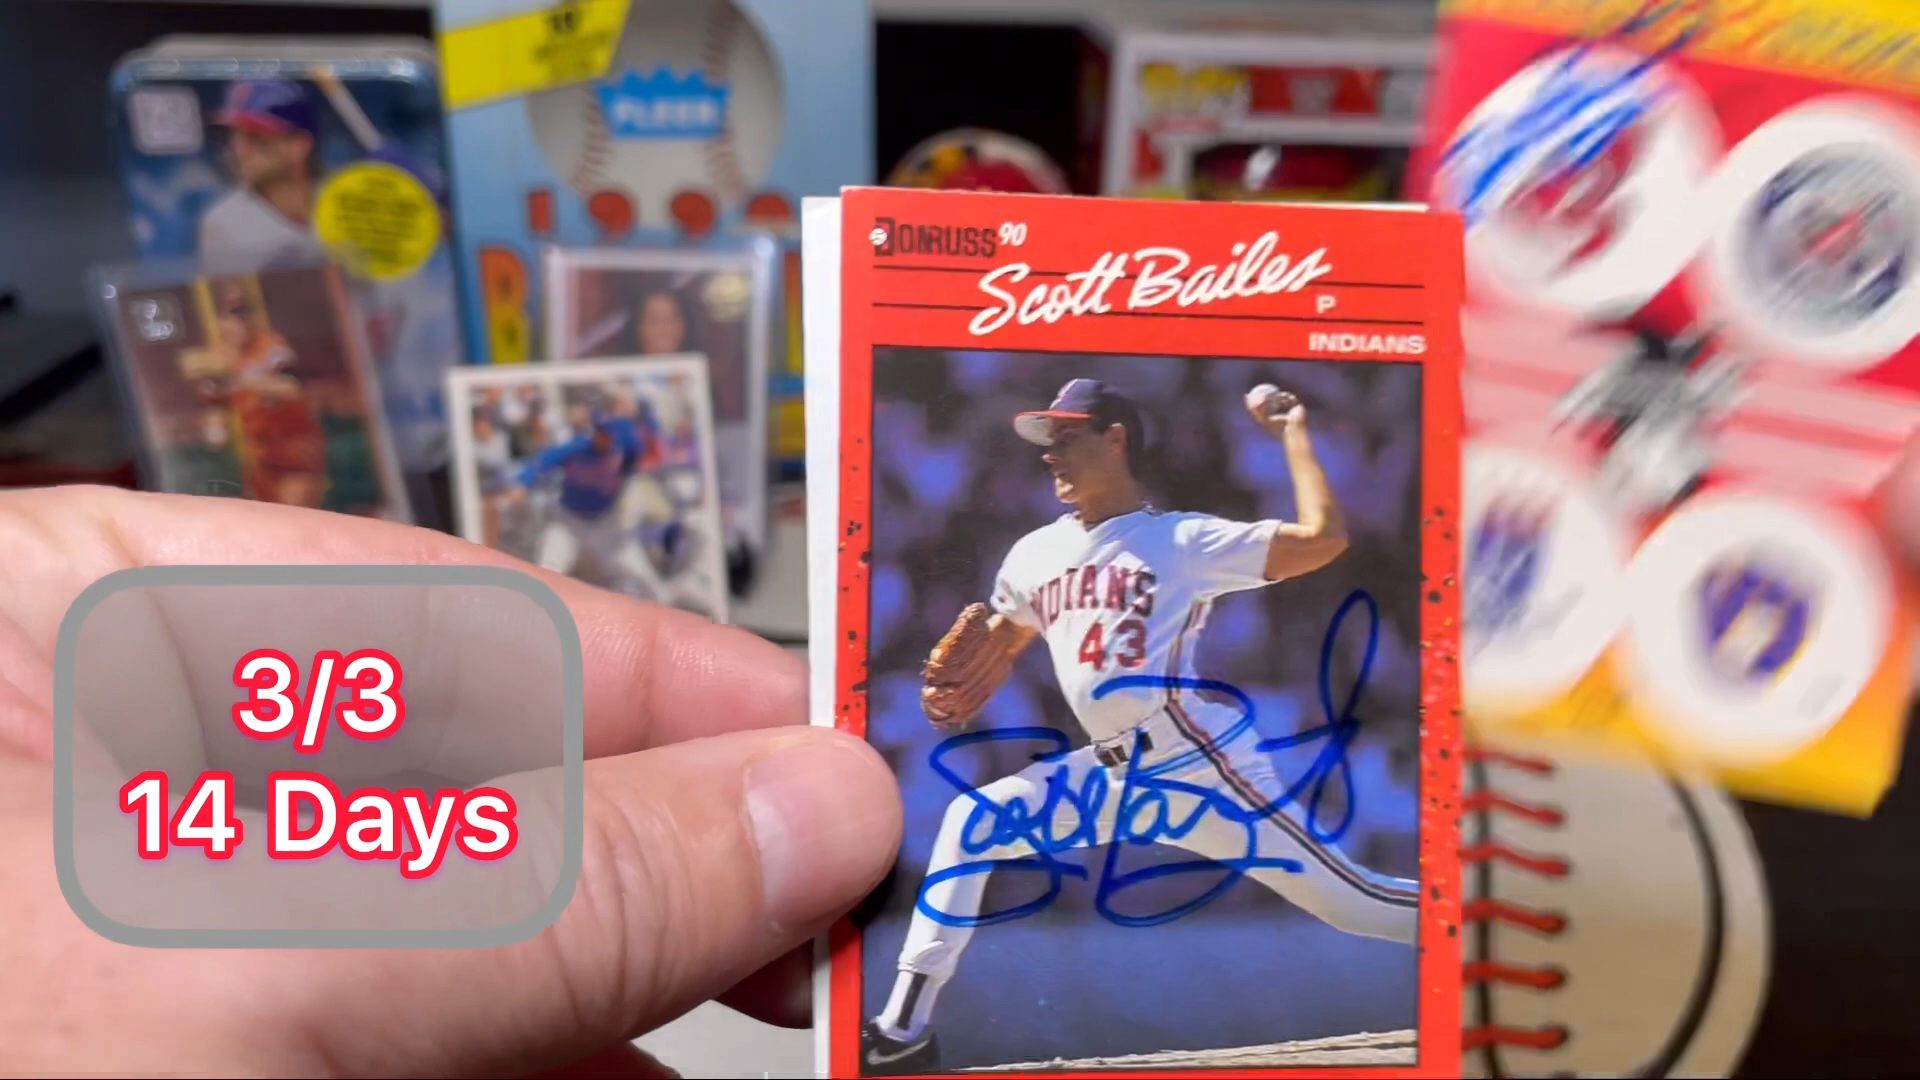 FLEER
DONRUSS 90
Scott Bailes
P
INDIANS
INDIANS
43
3/3
14 Days